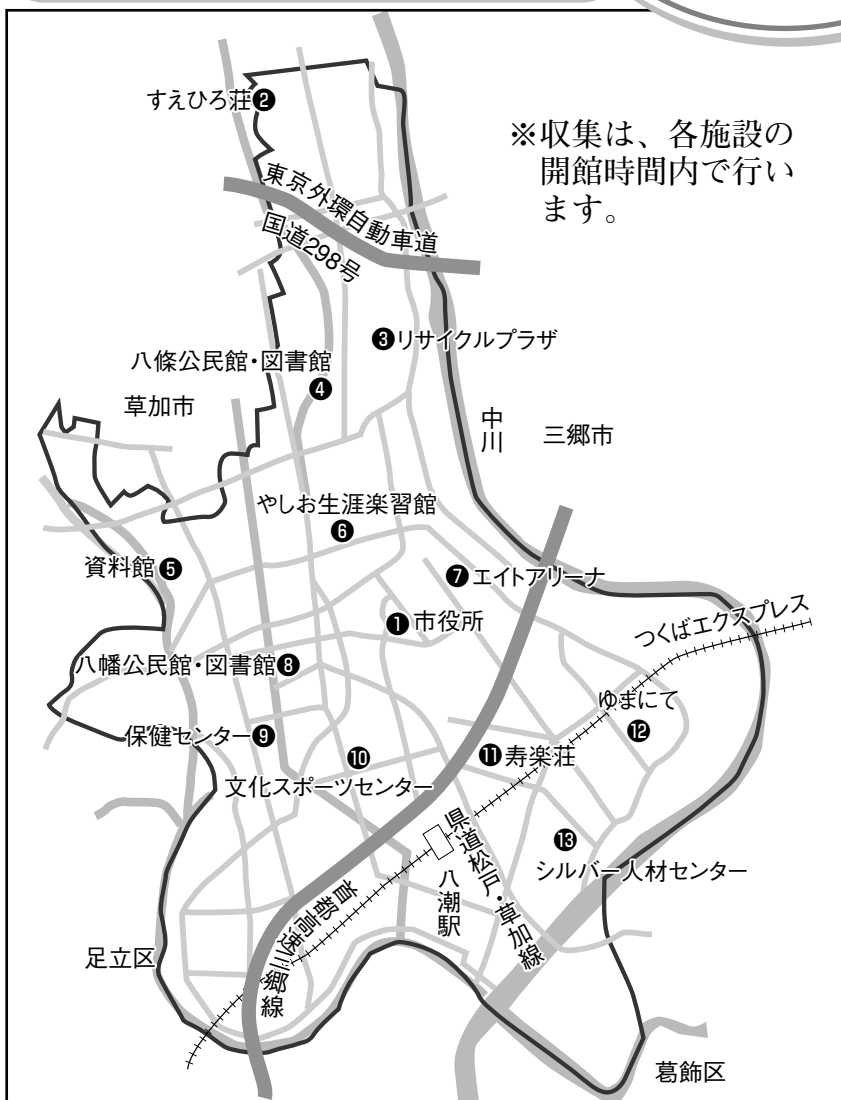 すえひろ荘❷
※収集は、各施設の
開館時間内で行い
ます。
東京外環自動車道
国道298号
❸リサイクルプラザ
八條公民館・図書館
❹
草加市
中川
三郷市
やしお生涯楽習館
❻
資料館❺
❼エイトアリーナ
❶市役所
つくばエクスプレス
八幡公民館・図書館❽
ゆまにて
⓬
保健センター❾
❿
文化スポーツセンター
⓫寿楽荘
県道松戸・草加線
⓭
シルバー人材センター
八潮駅
首都高速三郷線
足立区
葛飾区